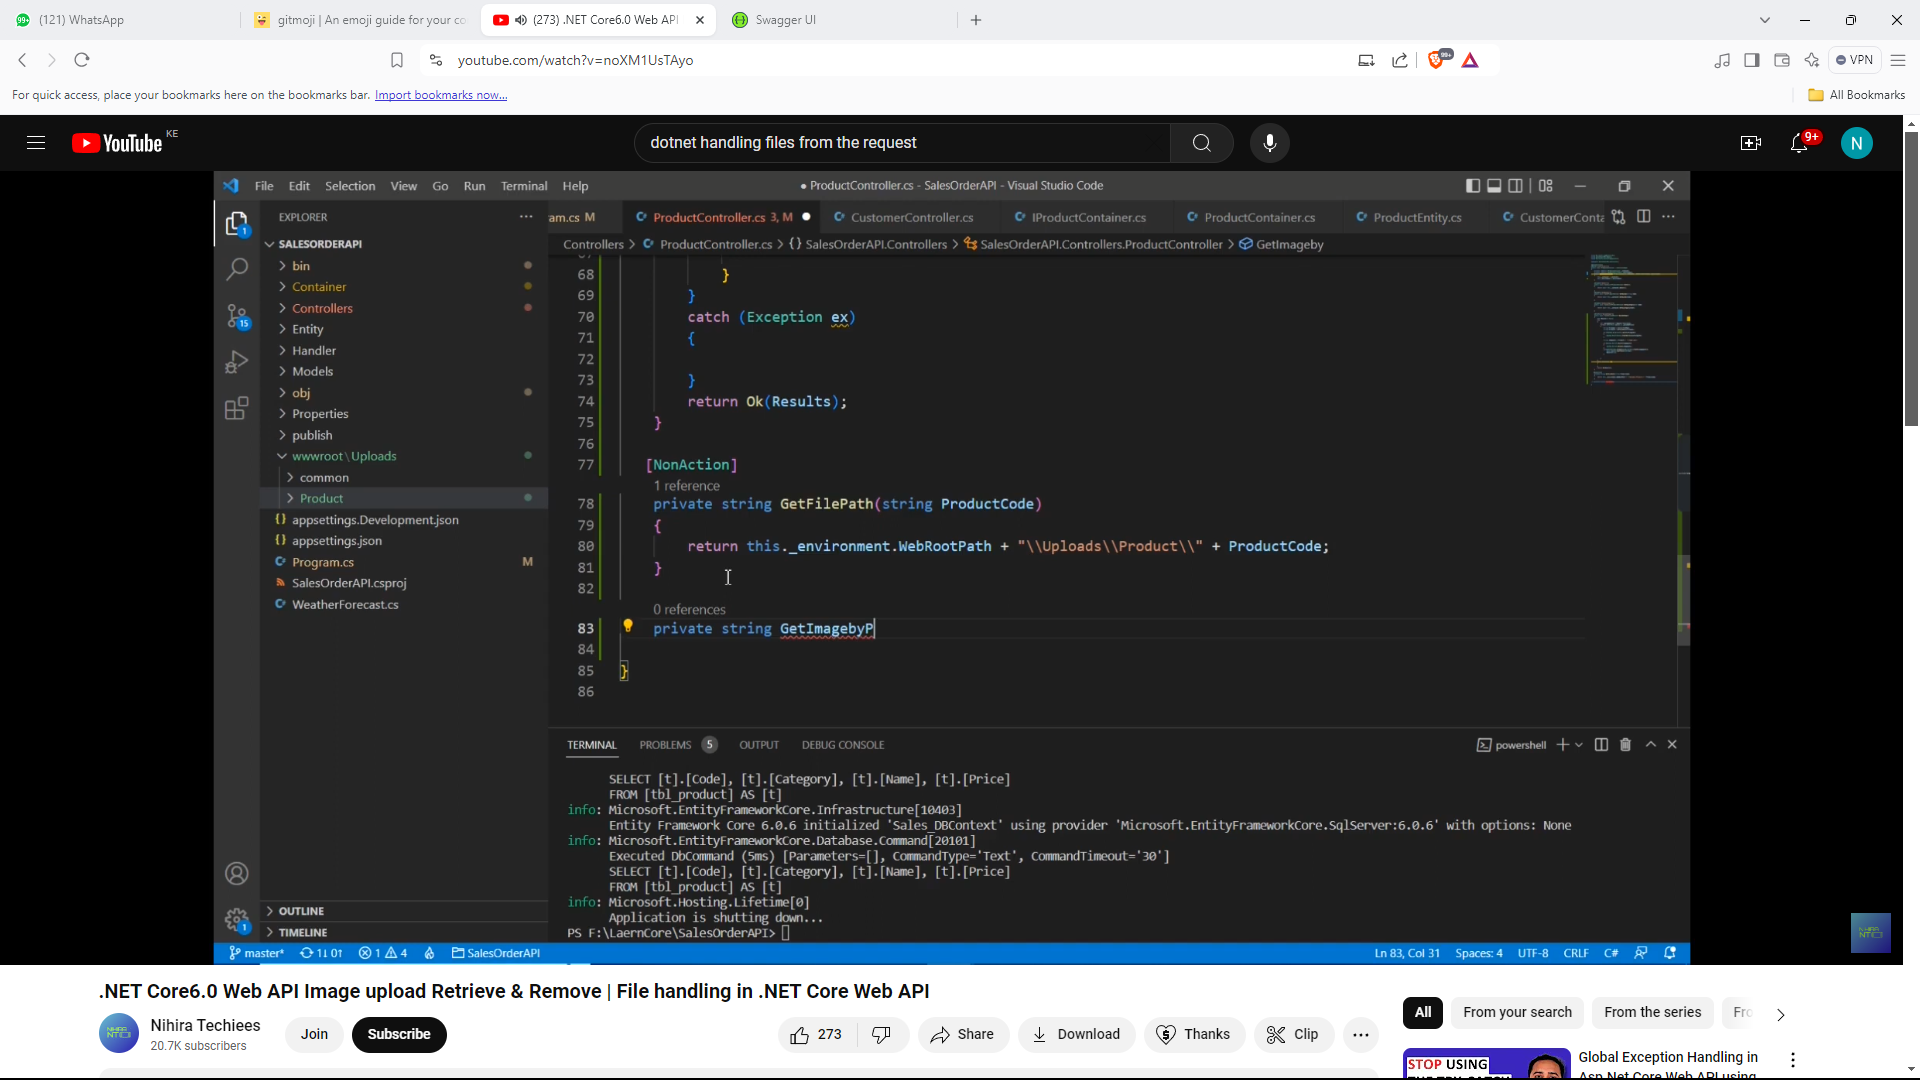 (121) WhatsApp
gitmoji | An emoji guide for your co
(273) .NET Core6.0 Web API
Swagger UI
youtube.com/watch?v=noXM1UsTAyo
99+
VPN
For quick access, place your bookmarks here on the bookmarks bar. Import bookmarks now...
All Bookmarks
YouTube KE
dotnet handling files from the request
9+
N
File Edit Selection View Go Run Terminal Help
● ProductController.cs - SalesOrderAPI - Visual Studio Code
EXPLORER
am.cs M
ProductController.cs 3, M
CustomerController.cs
IProductContainer.cs
ProductContainer.cs
ProductEntity.cs
CustomerConta
SALESORDERAPI
Controllers > ProductController.cs > {} SalesOrderAPI.Controllers > SalesOrderAPI.Controllers.ProductController > GetImageby
bin
Container
Controllers
Entity
Handler
Models
obj
Properties
publish
wwwroot \ Uploads
common
Product
appsettings.Development.json
appsettings.json
Program.cs M
SalesOrderAPI.csproj
WeatherForecast.cs
OUTLINE
TIMELINE
1
15
1
67
68 }
69 }
70 catch (Exception ex)
71 {
72
73 }
74 return Ok(Results);
75 }
76
77 [NonAction]
1 reference
78 private string GetFilePath(string ProductCode)
79 {
80 return this._environment.WebRootPath + "\\Uploads\\Product\\" + ProductCode;
81 }
82
0 references
83 private string GetImagebyP
84
85 }
86
TERMINAL PROBLEMS 5 OUTPUT DEBUG CONSOLE
powershell
SELECT [t].[Code], [t].[Category], [t].[Name], [t].[Price]
FROM [tbl_product] AS [t]
info: Microsoft.EntityFrameworkCore.Infrastructure[10403]
Entity Framework Core 6.0.6 initialized 'Sales_DBContext' using provider 'Microsoft.EntityFrameworkCore.SqlServer:6.0.6' with options: None
info: Microsoft.EntityFrameworkCore.Database.Command[20101]
Executed DbCommand (5ms) [Parameters=[], CommandType='Text', CommandTimeout='30']
SELECT [t].[Code], [t].[Category], [t].[Name], [t].[Price]
FROM [tbl_product] AS [t]
info: Microsoft.Hosting.Lifetime[0]
Application is shutting down...
PS F:\LaernCore\SalesOrderAPI>
master* 1↓ 0↑ 1 4 SalesOrderAPI
Ln 83, Col 31 Spaces: 4 UTF-8 CRLF C#
.NET Core6.0 Web API Image upload Retrieve & Remove | File handling in .NET Core Web API
Nihira Techiees
20.7K subscribers
Join
Subscribe
273
Share
Download
Thanks
Clip
All
From your search
From the series
Fro
STOP USING
Global Exception Handling in
Asp.Net Core Web API using